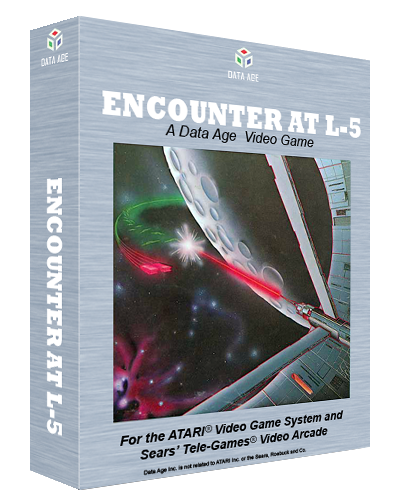 DATA AGE
DATA AGE
ENCOUNTER AT L-5
A Data Age Video Game
ENCOUNTER AT L-5
For the ATARI® Video Game System and
Sears' Tele-Games® Video Arcade
Data Age Inc. is not related to ATARI Inc. or the Sears, Roebuck and Co.